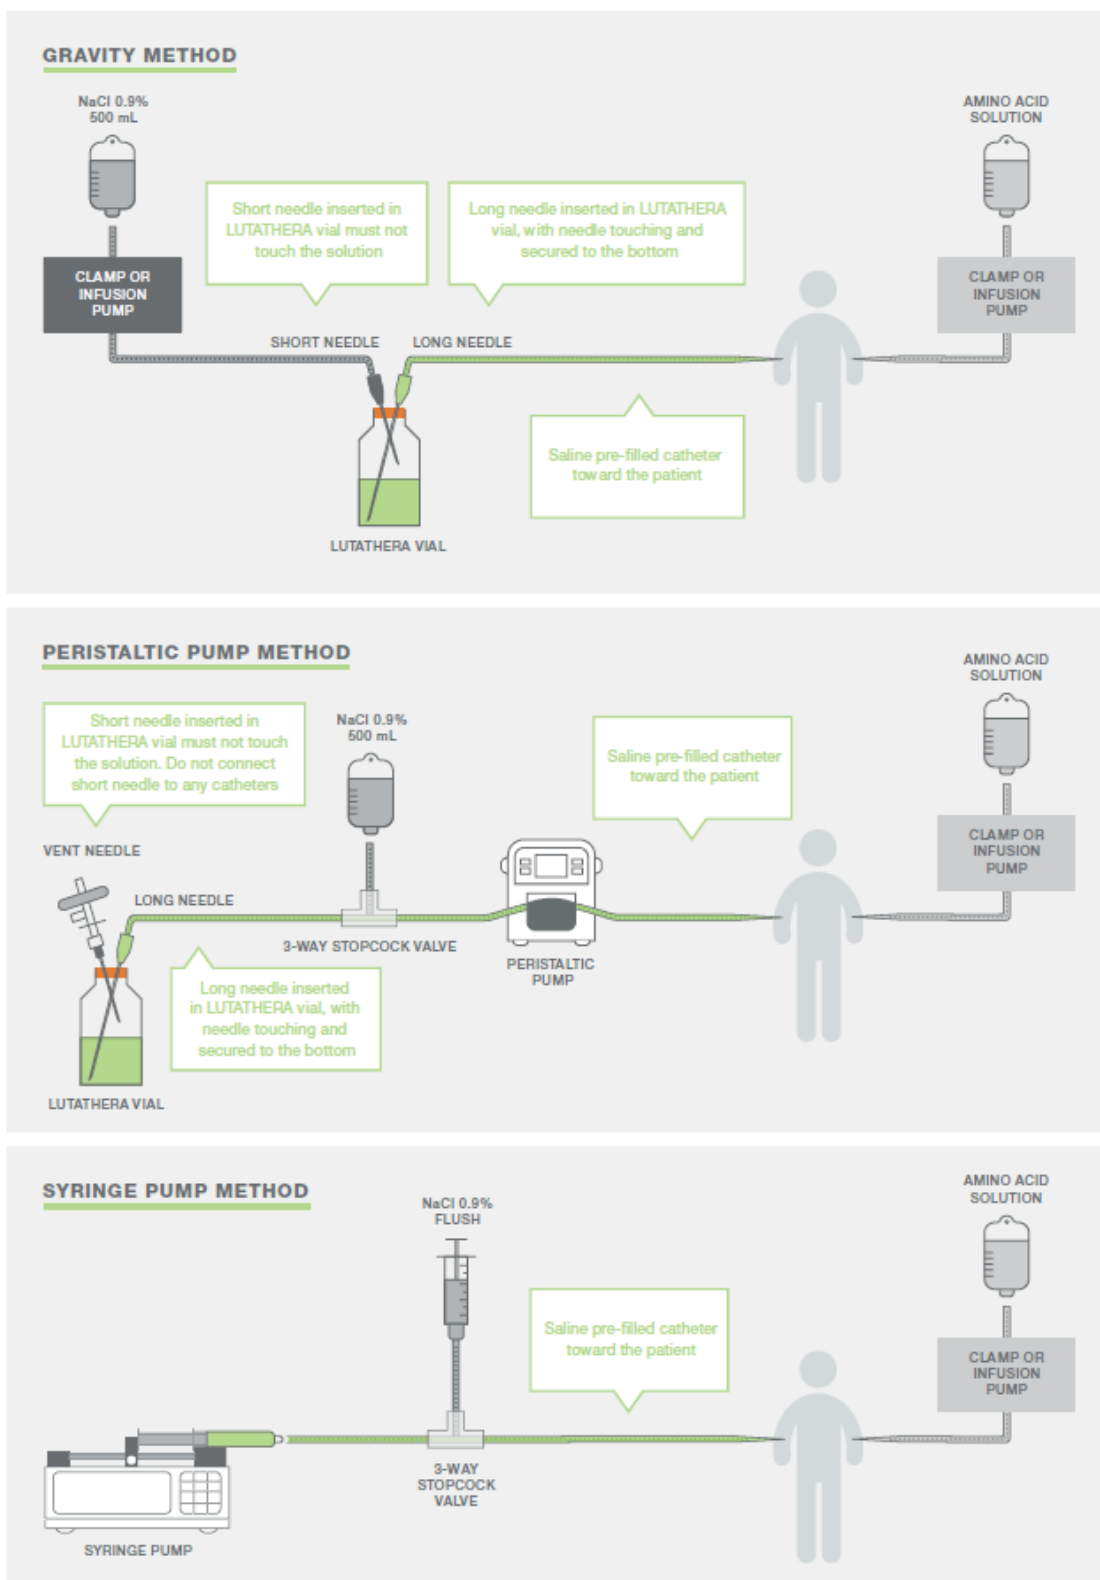 GRAVITY METHOD
NaCl 0.9%
500 mL
AMINO ACID
SOLUTION
Short needle inserted in
LUTATHERA vial must not
touch the solution
Long needle inserted in LUTATHERA
vial, with needle touching and
secured to the bottom
CLAMP OR
INFUSION
PUMP
CLAMP OR
INFUSION
PUMP
SHORT NEEDLE
LONG NEEDLE
Saline pre-filled catheter
toward the patient
LUTATHERA VIAL
PERISTALTIC PUMP METHOD
AMINO ACID
SOLUTION
Short needle inserted in
LUTATHERA vial must not touch
the solution. Do not connect
short needle to any catheters
NaCl 0.9%
500 mL
Saline pre-filled catheter
toward the patient
CLAMP OR
INFUSION
PUMP
VENT NEEDLE
LONG NEEDLE
3-WAY STOPCOCK VALVE
PERISTALTIC
PUMP
Long needle inserted
in LUTATHERA vial, with
needle touching and
secured to the bottom
LUTATHERA VIAL
SYRINGE PUMP METHOD
NaCl 0.9%
FLUSH
AMINO ACID
SOLUTION
Saline pre-filled catheter
toward the patient
CLAMP OR
INFUSION
PUMP
3-WAY
STOPCOCK
VALVE
SYRINGE PUMP